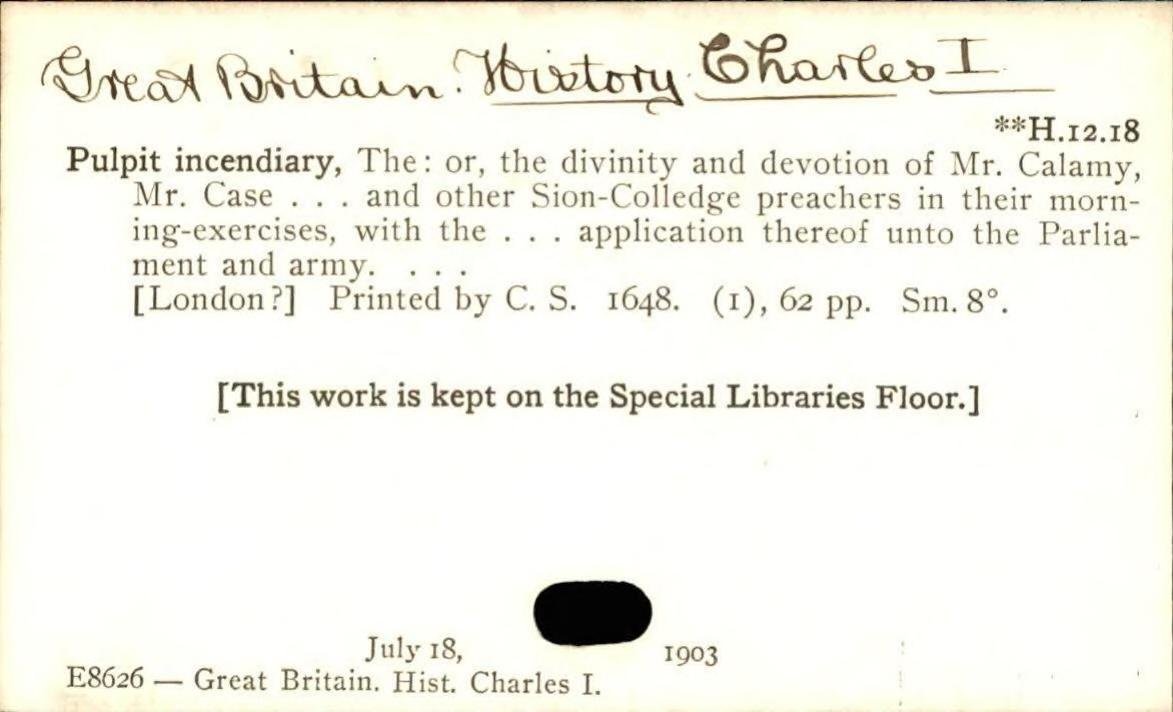 Great Britain. History. Charles I
**H.12.18
Pulpit incendiary, The: or, the divinity and devotion of Mr. Calamy,
Mr. Case . . . and other Sion-Colledge preachers in their morn-
ing-exercises, with the . . . application thereof unto the Parlia-
ment and army. . . .
[London?] Printed by C. S. 1648. (1), 62 pp. Sm. 8°.
[This work is kept on the Special Libraries Floor.]
July 18, 1903
E8626 — Great Britain. Hist. Charles I.